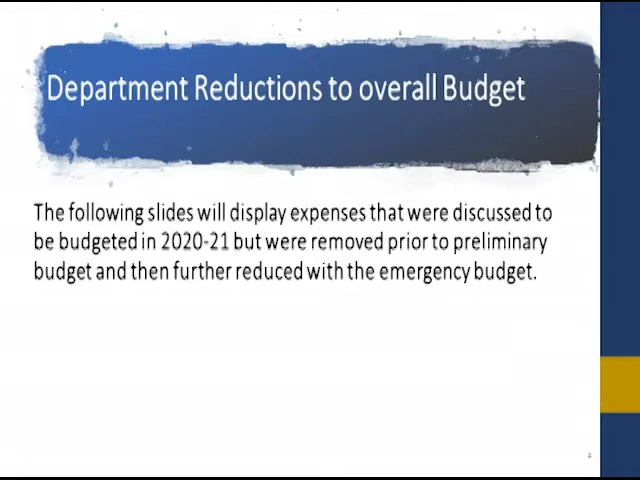 Department Reductions to overall Budget
The following slides will display expenses that were discussed to
be budgeted in 2020-21 but were removed prior to preliminary
budget and then further reduced with the emergency budget.
4